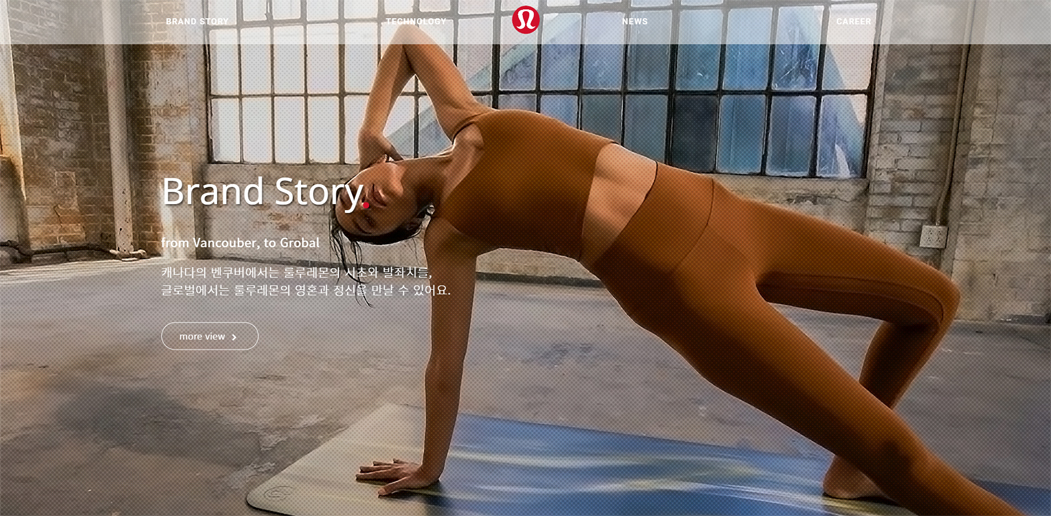 BRAND STORY
TECHNOLOGY
NEWS
CAREER
Brand Story.
from Vancouber, to Grobal
캐나다의 벤쿠버에서는 룰루레몬의 시초와 발좌취를,
글로벌에서는 룰루레몬의 영혼과 정신을 만날 수 있어요.
more view